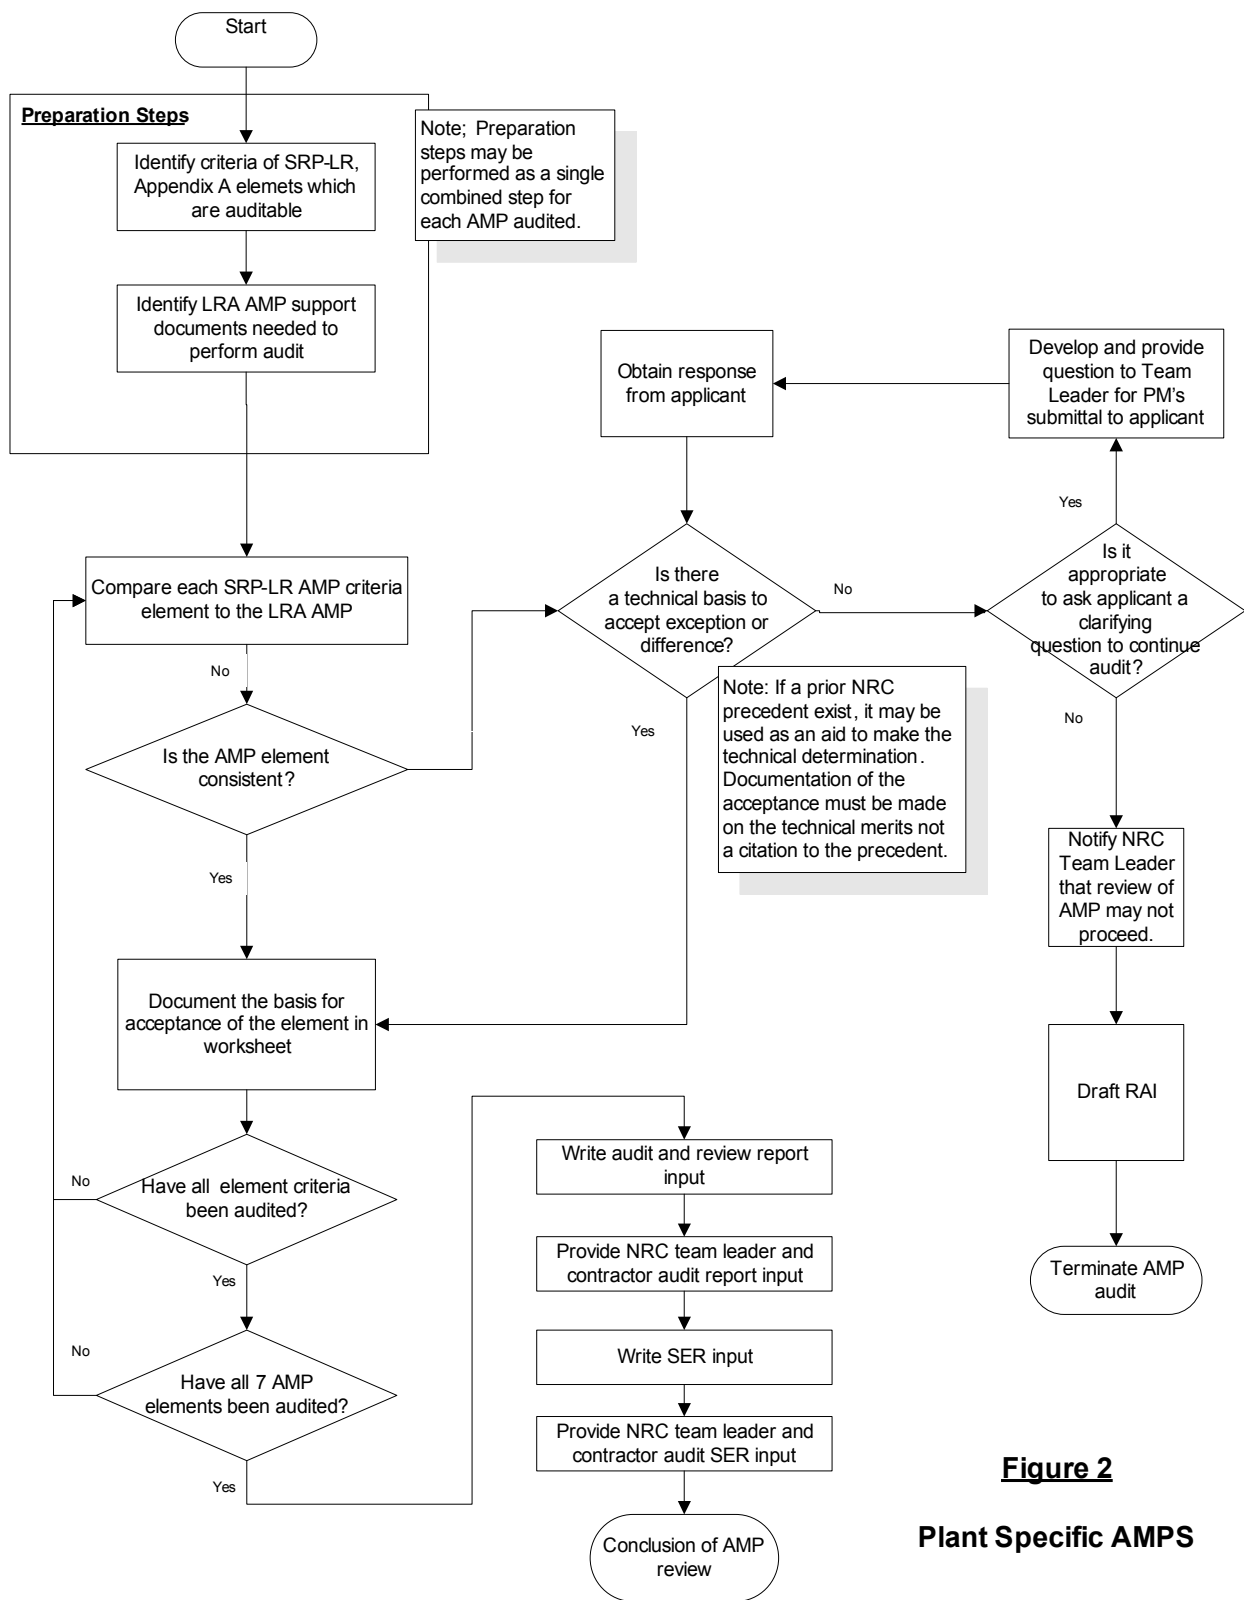 Start
Preparation Steps
Note; Preparation
steps may be
performed as a single
combined step for
each AMP audited.
Identify criteria of SRP-LR,
Appendix A elemets which
are auditable
Identify LRA AMP support
documents needed to
perform audit
Obtain response
from applicant
Develop and provide
question to Team
Leader for PM's
submittal to applicant
Yes
Compare each SRP-LR AMP criteria
element to the LRA AMP
Is there
a technical basis to
accept exception or
difference?
No
Is it
appropriate
to ask applicant a
clarifying
question to continue
audit?
No
Note: If a prior NRC
precedent exist, it may be
used as an aid to make the
technical determination.
Documentation of the
acceptance must be made
on the technical merits not
a citation to the precedent.
Yes
No
Is the AMP element
consistent?
Yes
Notify NRC
Team Leader
that review of
AMP may not
proceed.
Document the basis for
acceptance of the element in
worksheet
Draft RAI
Write audit and review report
input
No
Have all element criteria
been audited?
Provide NRC team leader and
contractor audit report input
Terminate AMP
audit
Yes
Write SER input
No
Have all 7 AMP
elements been audited?
Provide NRC team leader and
contractor audit SER input
Yes
Figure 2
Conclusion of AMP
review
Plant Specific AMPS